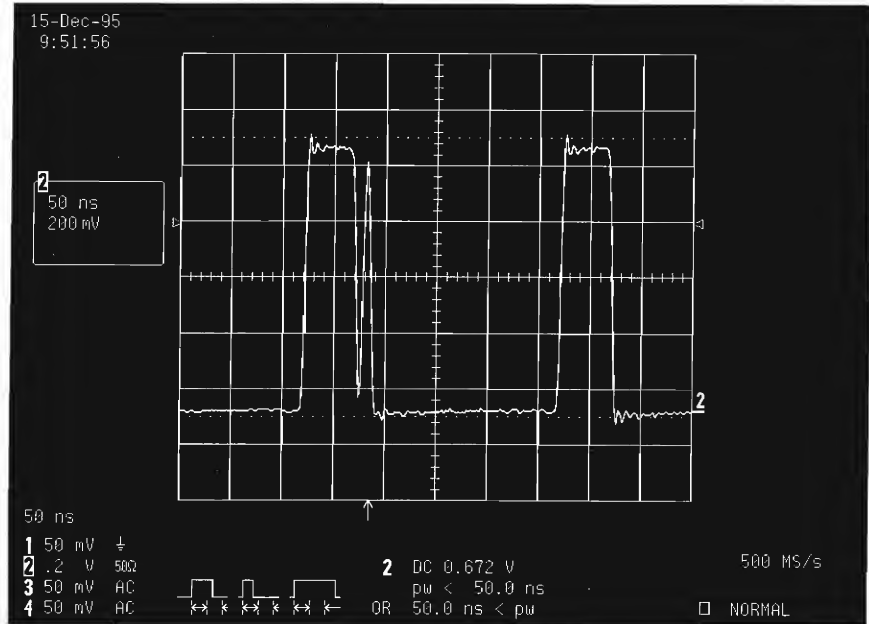 15-Dec-95
9:51:56
2
50 ns
200 mV
2
50 ns
1 50 mV ⏚
2 .2 V 50Ω
3 50 mV AC
4 50 mV AC
2 DC 0.672 V
pw < 50.0 ns
OR 50.0 ns < pw
500 MS/s
□ NORMAL